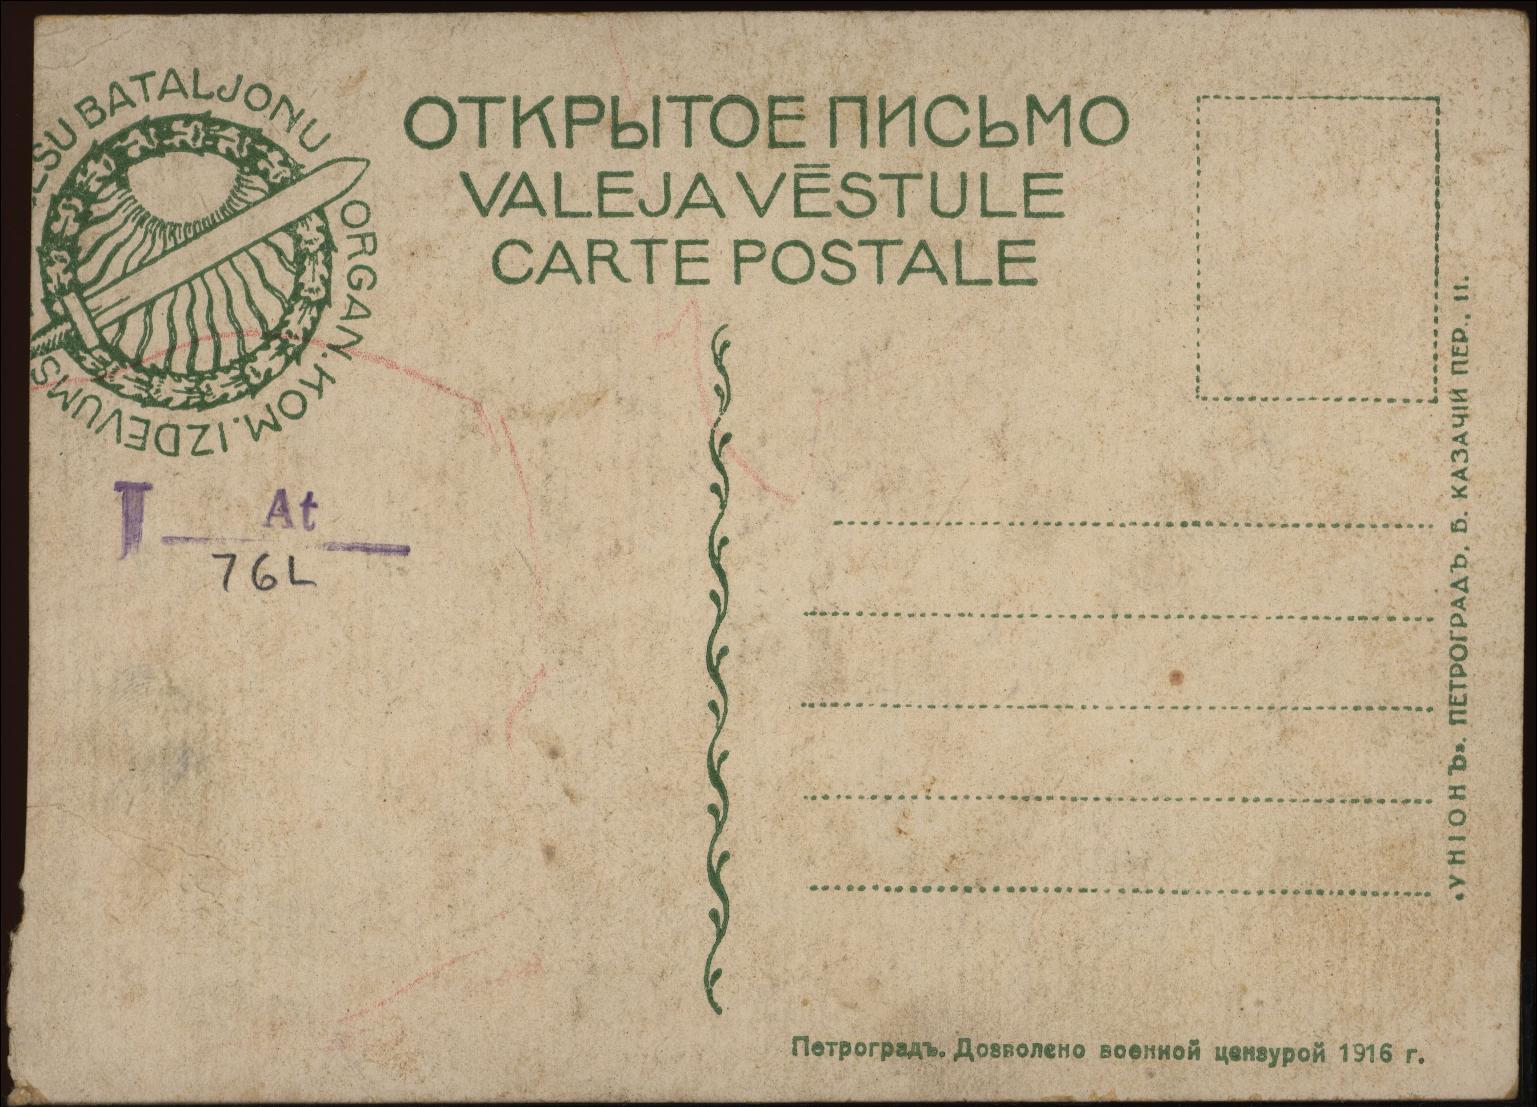 BATALJONU ORGAN. KOM. IZDEVUMS
ОТКРЫТОЕ ПИСЬМО
VALEJA VĒSTULE
CARTE POSTALE
At
76L
«УНІОНЪ». ПЕТРОГРАДЪ, Б. КАЗАЧІЙ ПЕР., 11.
Петроградъ. Дозволено военной цензурой 1916 г.